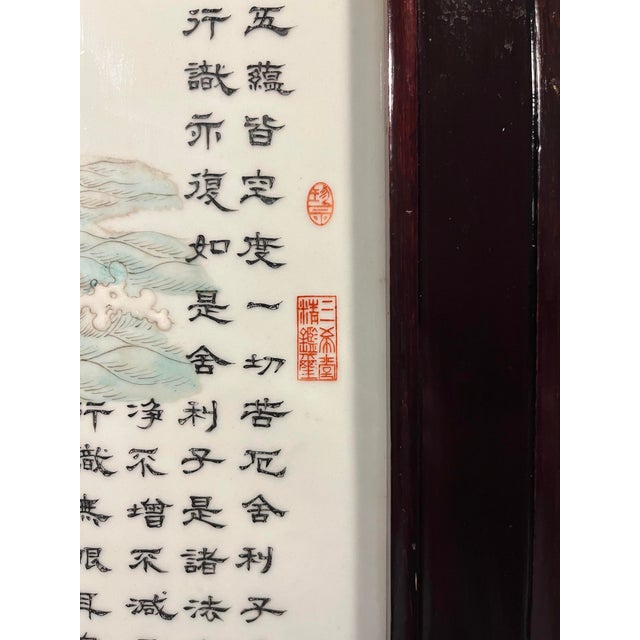 五蘊皆空度一切苦厄舍利子
行識亦復如是舍利子是諸法
净不增不減
行識無眼耳
三希堂
精鑑璽